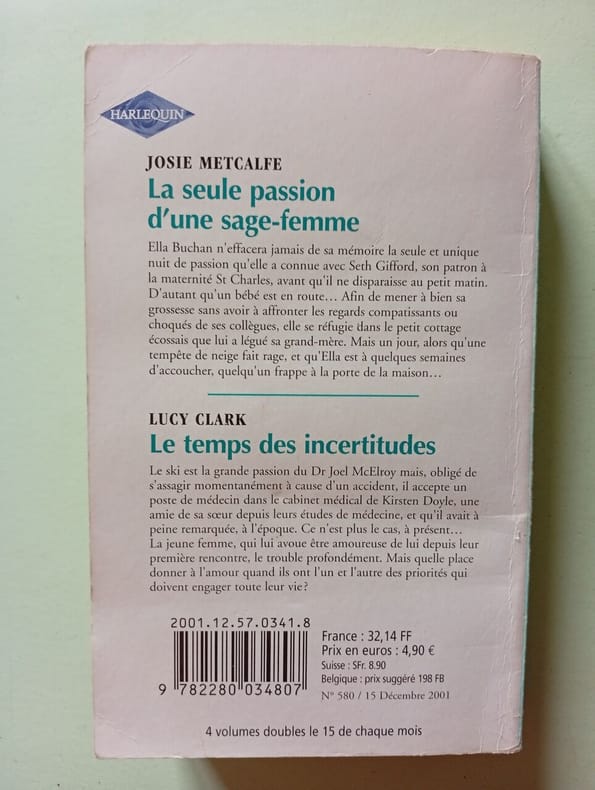 HARLEQUIN
JOSIE METCALFE
La seule passion
d'une sage-femme
Ella Buchan n'effacera jamais de sa mémoire la seule et unique
nuit de passion qu'elle a connue avec Seth Gifford, son patron à
la maternité St Charles, avant qu'il ne disparaisse au petit matin.
D'autant qu'un bébé est en route... Afin de mener à bien sa
grossesse sans avoir à affronter les regards compatissants ou
choqués de ses collègues, elle se réfugie dans le petit cottage
écossais que lui a légué sa grand-mère. Mais un jour, alors qu'une
tempête de neige fait rage, et qu'Ella est à quelques semaines
d'accoucher, quelqu'un frappe à la porte de la maison...
LUCY CLARK
Le temps des incertitudes
Le ski est la grande passion du Dr Joel McElroy mais, obligé de
s'assagir momentanément à cause d'un accident, il accepte un
poste de médecin dans le cabinet médical de Kirsten Doyle, une
amie de sa sœur depuis leurs études de médecine, et qu'il avait à
peine remarquée, à l'époque. Ce n'est plus le cas, à présent...
La jeune femme, qui lui avoue être amoureuse de lui depuis leur
première rencontre, le trouble profondément. Mais quelle place
donner à l'amour quand ils ont l'un et l'autre des priorités qui
doivent engager toute leur vie?
2001.12.57.0341.8
9 782280 034807
France : 32,14 FF
Prix en euros : 4,90 €
Suisse : SFr. 8.90
Belgique : prix suggéré 198 FB
N° 580 / 15 Décembre 2001
4 volumes doubles le 15 de chaque mois